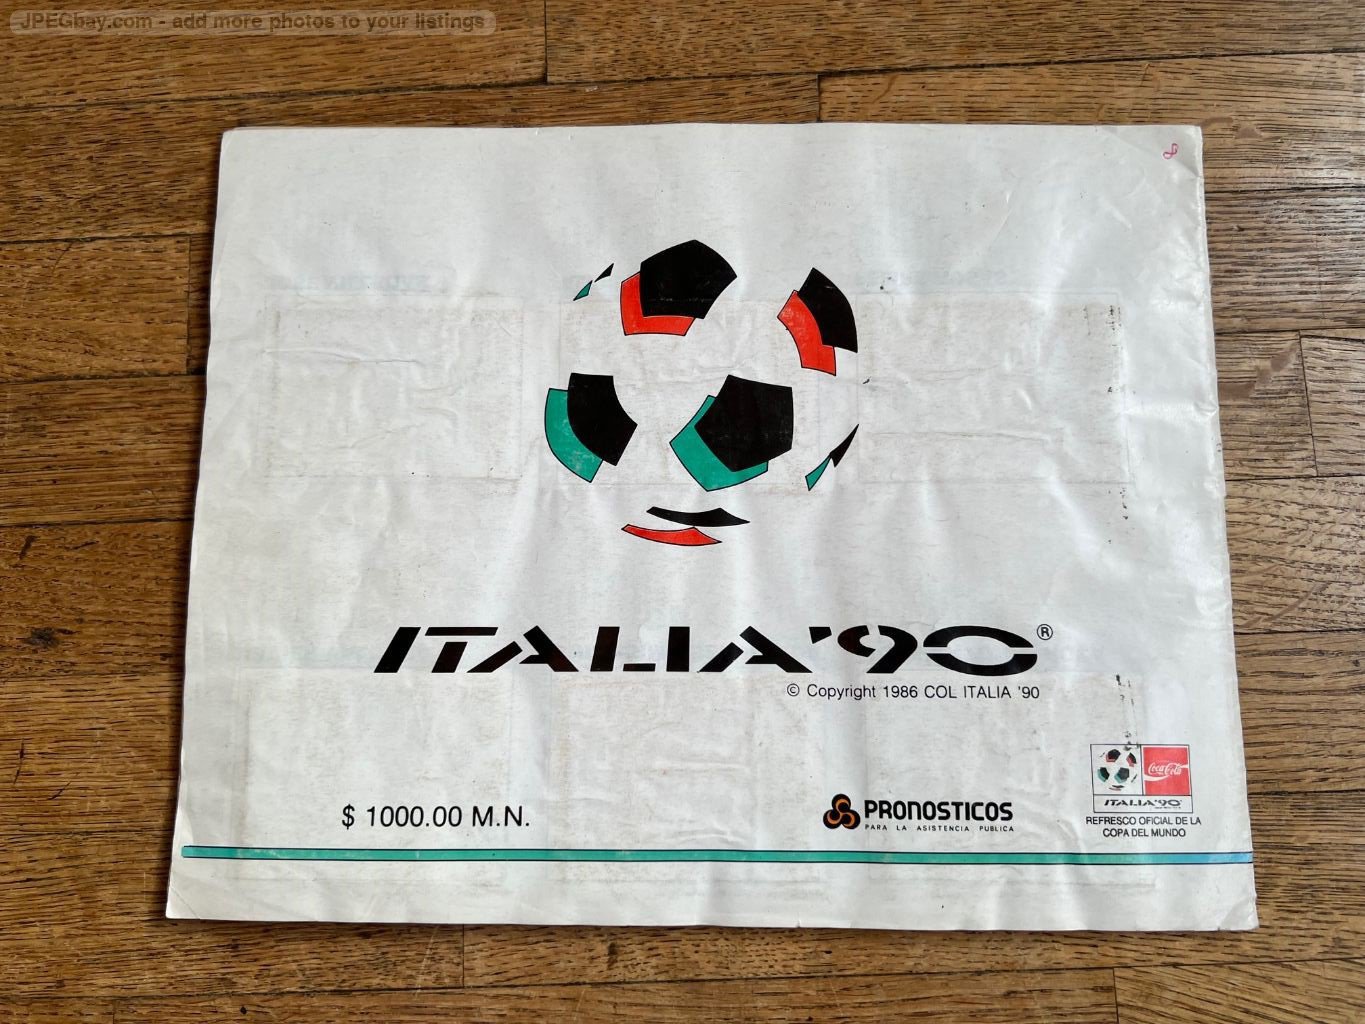 JPEGbay.com - add more photos to your listings
ITALIA '90®
© Copyright 1986 COL ITALIA '90
Coca-Cola
ITALIA '90
$ 1000.00 M.N.
PRONOSTICOS
PARA LA ASISTENCIA PUBLICA
REFRESCO OFICIAL DE LA
COPA DEL MUNDO